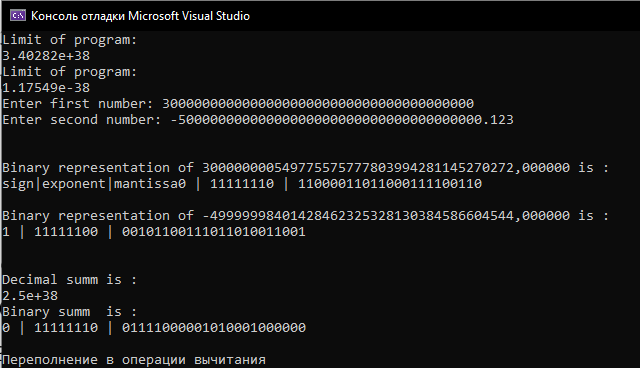 Консоль отладки Microsoft Visual Studio
Limit of program:
3.40282e+38
Limit of program:
1.17549e-38
Enter first number: 300000000000000000000000000000000000000
Enter second number: -50000000000000000000000000000000000000.123
Binary representation of 300000000549775575777803994281145270272,000000 is :
sign|exponent|mantissa0 | 11111110 | 11000011011000111100110
Binary representation of -49999998401428462325328130384586604544,000000 is :
1 | 11111100 | 00101100111011010011001
Decimal summ is :
2.5e+38
Binary summ  is :
0 | 11111110 | 01111000001010001000000
Переполнение в операции вычитания